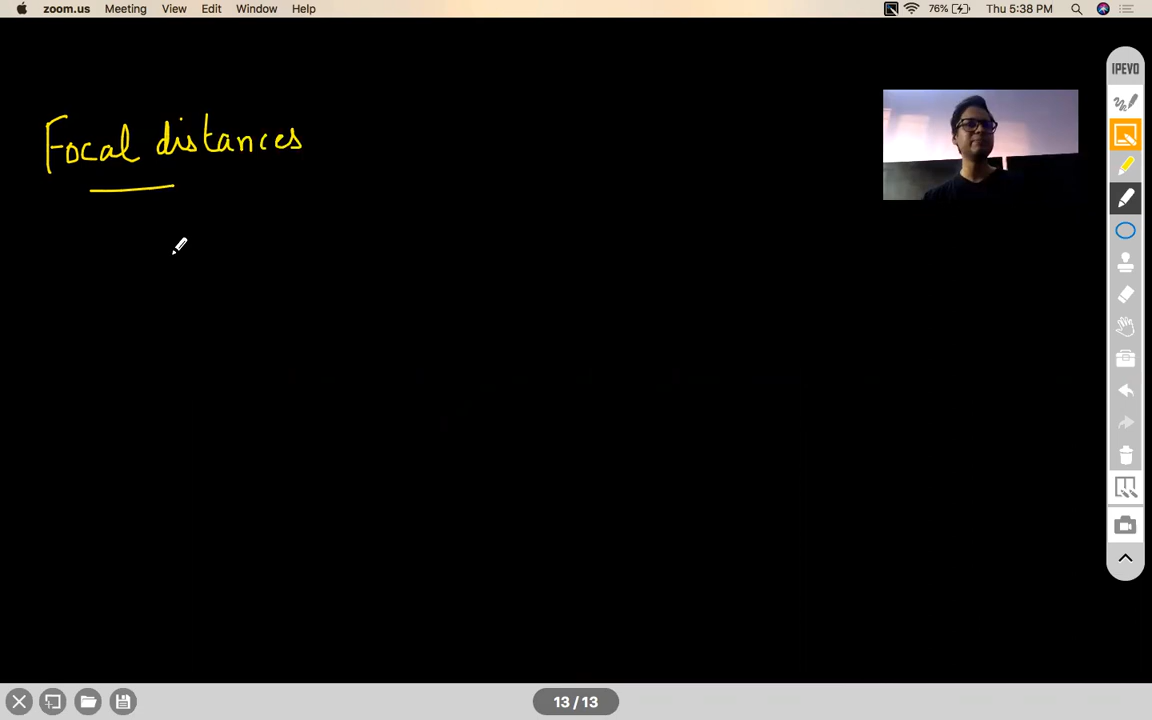 zoom.us Meeting View Edit Window Help 76% Thu 5:38 PM
IPEVO
Focal distances
13 / 13